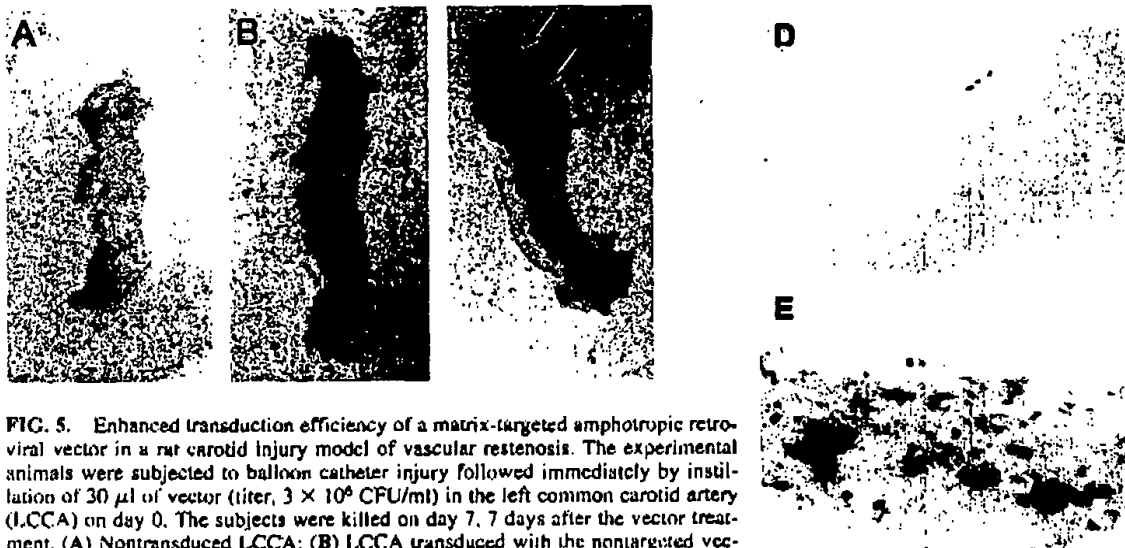 A
B
D
E
FIG. 5. Enhanced transduction efficiency of a matrix-targeted amphotropic retro-
viral vector in a rat carotid injury model of vascular restenosis. The experimental
animals were subjected to balloon catheter injury followed immediately by instil-
lation of 30 μl of vector (titer, 3 × 10⁶ CFU/ml) in the left common carotid artery
(LCCA) on day 0. The subjects were killed on day 7, 7 days after the vector treat-
ment. (A) Nontransduced LCCA; (B) LCCA transduced with the nontargeted vec-